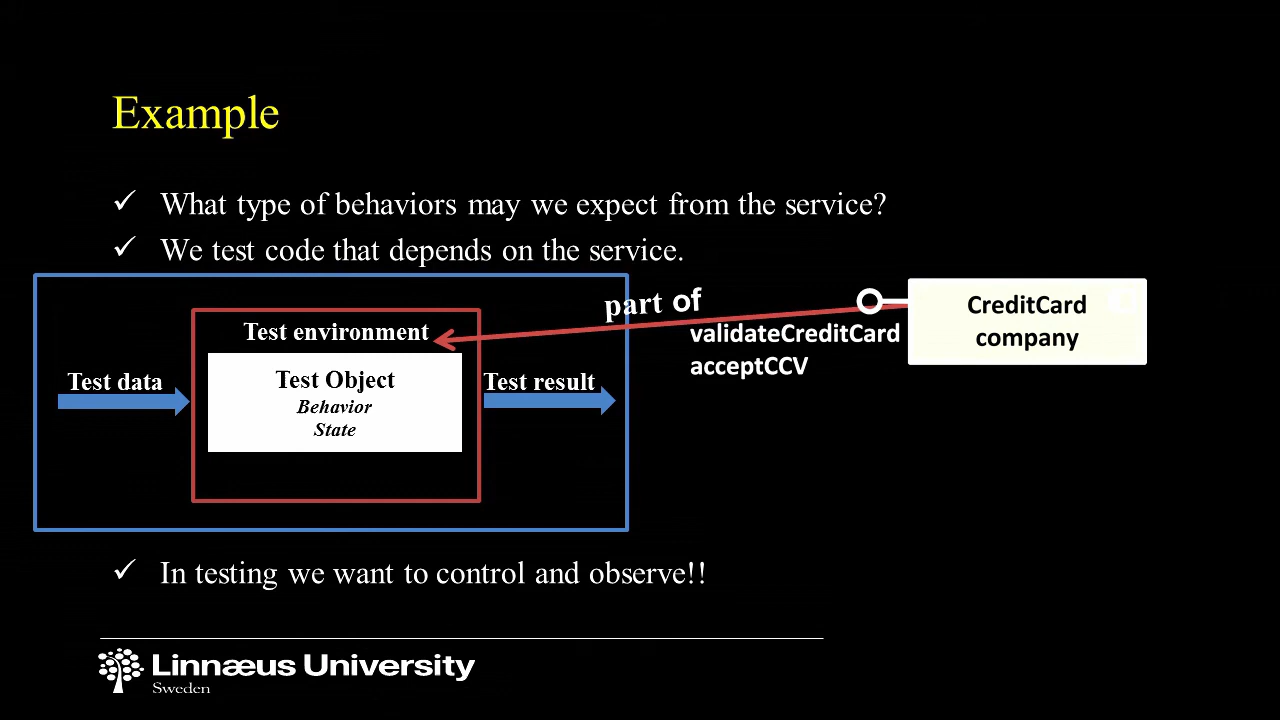 Example
✓ What type of behaviors may we expect from the service?
✓ We test code that depends on the service.
part of
CreditCard
company
validateCreditCard
acceptCCV
Test environment
Test data
Test Object
Behavior
State
Test result
✓ In testing we want to control and observe!!
Linnæus University
Sweden